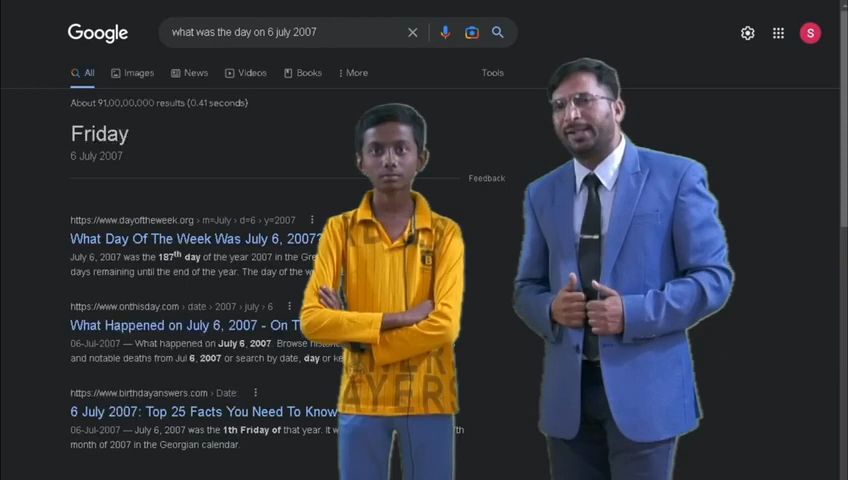 Google what was the day on 6 july 2007 S
All Images News Videos Books More Tools
About 91,00,00,000 results (0.41 seconds)
Friday
6 July 2007
Feedback
https://www.dayoftheweek.org › m=July › d=6 › y=2007
What Day Of The Week Was July 6, 2007?
July 6, 2007 was the 187th day of the year 2007 in the
days remaining until the end of the year. The day of the
https://www.onthisday.com › date › 2007 › july › 6
What Happened on July 6, 2007 - On
06-Jul-2007 — What happened on July 6, 2007. Browse
and notable deaths from Jul 6, 2007 or search by date, day or
https://www.birthdayanswers.com › Date
6 July 2007: Top 25 Facts You Need To Know
06-Jul-2007 — July 6, 2007 was the 1th Friday of that year. It
month of 2007 in the Georgian calendar.